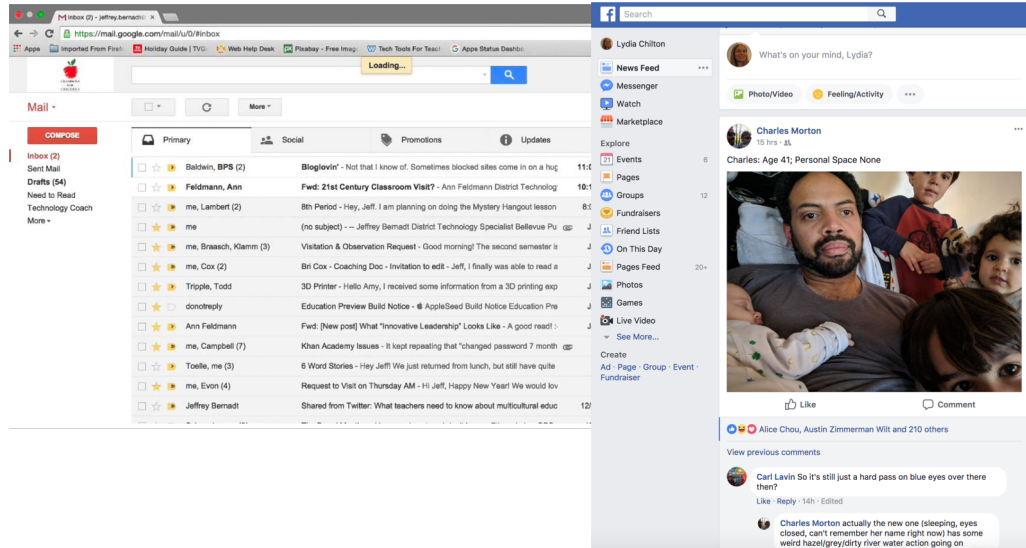 Inbox (2) - jeffrey.bernadt@
https://mail.google.com/mail/u/0/#inbox
Apps Imported From Firef Holiday Guide | TVG Web Help Desk Pixabay - Free Imag Tech Tools For Teac Apps Status Dashbo
Loading...
Mail
More
COMPOSE
Primary Social Promotions Updates
Inbox (2)
Sent Mail
Drafts (54)
Need to Read
Technology Coach
More
Baldwin, BPS (2) Bloglovin' - Not that I know of. Sometimes blocked sites come in on a hug 11:0
Feldmann, Ann Fwd: 21st Century Classroom Visit? - Ann Feldmann District Technolog 10:1
me, Lambert (2) 8th Period - Hey, Jeff. I am planning on doing the Mystery Hangout lesson 8:0
me (no subject) - -- Jeffrey Bernadt District Technology Specialist Bellevue Pu J
me, Braasch, Klamm (3) Visitation & Observation Request - Good morning! The second semester is J
me, Cox (2) Bri Cox - Coaching Doc - Invitation to edit - Jeff, I finally was able to read a J
Tripple, Todd 3D Printer - Hello Amy, I received some information from a 3D printing exp J
donotreply Education Preview Build Notice - AppleSeed Build Notice Education Pre J
Ann Feldmann Fwd: [New post] What "Innovative Leadership" Looks Like - A good read! : J
me, Campbell (7) Khan Academy Issues - It kept repeating that "changed password 7 month J
Toelle, me (3) 6 Word Stories - Hey Jeff! We just returned from lunch, but still have quite J
me, Evon (4) Request to Visit on Thursday AM - Hi Jeff, Happy New Year! We would lov J
Jeffrey Bernadt Shared from Twitter: What teachers need to know about multicultural educ 12/
Search
Lydia Chilton
News Feed
Messenger
Watch
Marketplace
Explore
Events 6
Pages
Groups 12
Fundraisers
Friend Lists
On This Day
Pages Feed 20+
Photos
Games
Live Video
See More...
Create
Ad · Page · Group · Event ·
Fundraiser
What's on your mind, Lydia?
Photo/Video Feeling/Activity
Charles Morton
15 hrs ·
Charles: Age 41; Personal Space None
Like Comment
Alice Chou, Austin Zimmerman Wilt and 210 others
View previous comments
Carl Lavin So it's still just a hard pass on blue eyes over there
then?
Like · Reply · 14h · Edited
Charles Morton actually the new one (sleeping, eyes
closed, can't remember her name right now) has some
weird hazel/grey/dirty river water action going on